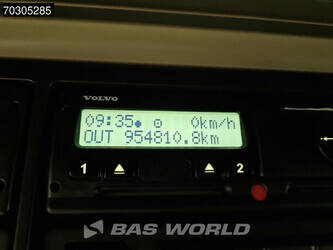 70305285
VOLVO
09:35 0km/h
OUT 954810.8km
1 2
BAS WORLD